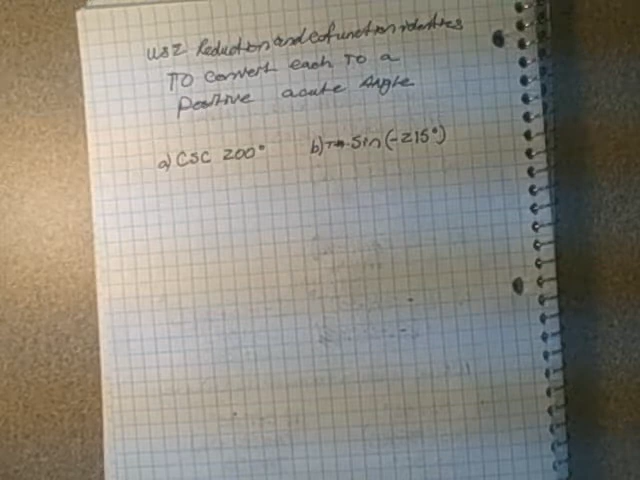 USE Reduction and cofunction identities
TO convert each TO a
Positive acute Angle
a) CSC 200° b) Sin(-215°)